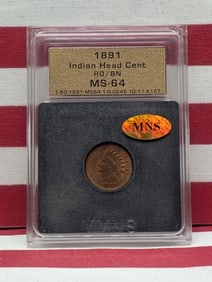 1891
Indian Head Cent
RD/BN
MS-64
MNS